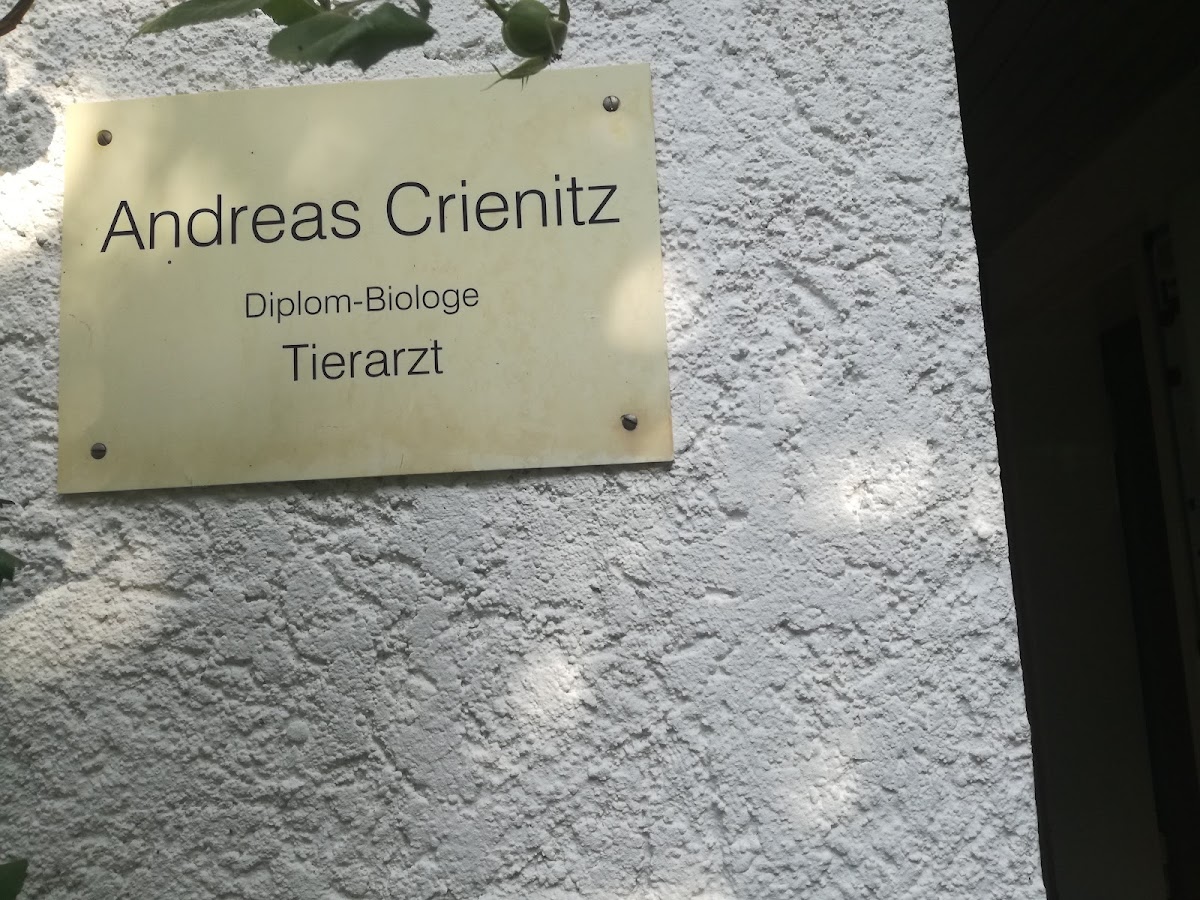 Andreas Crienitz
Diplom-Biologe
Tierarzt